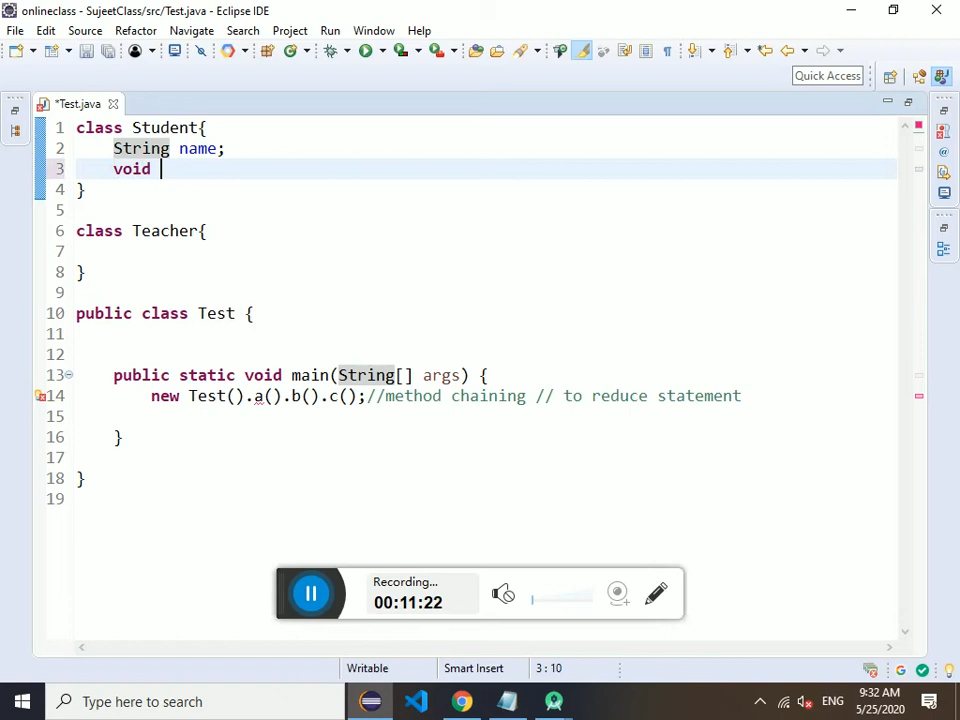 onlineclass - SujeetClass/src/Test.java - Eclipse IDE
File Edit Source Refactor Navigate Search Project Run Window Help
Quick Access
*Test.java
1 class Student{
2 String name;
3 void
4 }
5
6 class Teacher{
7
8 }
9
10 public class Test {
11
12
13 public static void main(String[] args) {
14 new Test().a().b().c();//method chaining // to reduce statement
15
16 }
17
18 }
19
Recording...
00:11:22
Writable Smart Insert 3 : 10
Type here to search
ENG
9:32 AM
5/25/2020